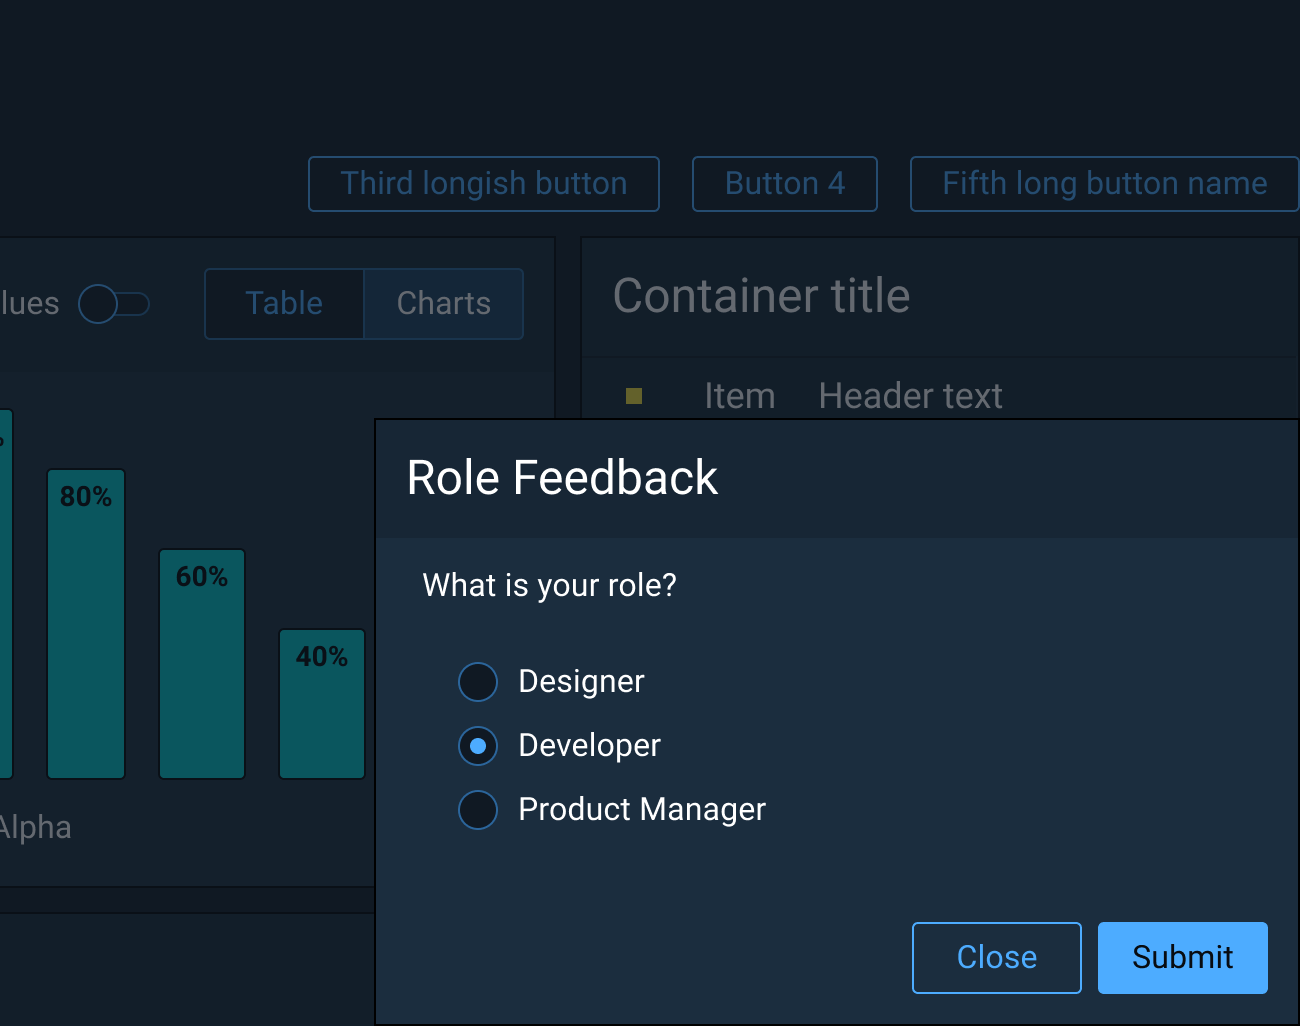 Third longish button
Button 4
Fifth long button name
lues
Table
Charts
Container title
Item
Header text
80%
60%
40%
Alpha
Role Feedback
What is your role?
Designer
Developer
Product Manager
Close
Submit